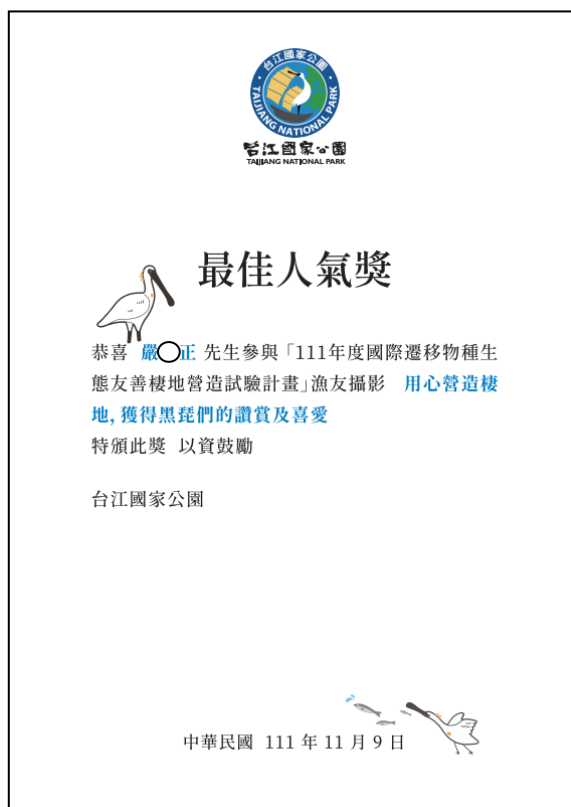 台江國家公園
TAIJIANG NATIONAL PARK
台江國家公園
TAIJIANG NATIONAL PARK
最佳人氣獎
恭喜 嚴〇正 先生參與「111年度國際遷移物種生
態友善棲地營造試驗計畫」漁友攝影 用心營造棲
地, 獲得黑琵們的讚賞及喜愛
特頒此獎 以資鼓勵
台江國家公園
中華民國 111 年 11 月 9 日